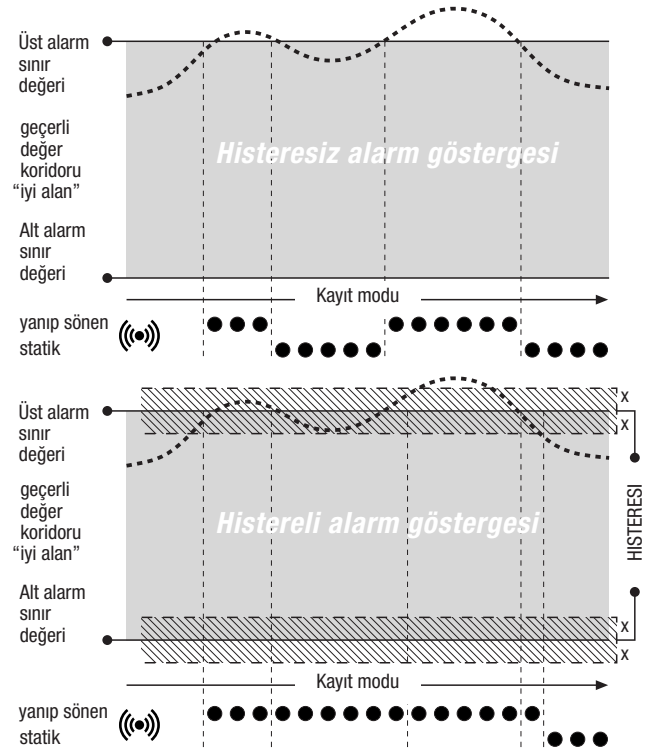 Üst alarm
sınır
değeri
geçerli
değer
koridoru
“iyi alan”
Histeresiz alarm göstergesi
Alt alarm
sınır
değeri
Kayıt modu
yanıp sönen
statik
x
Üst alarm
x
sınır
değeri
geçerli
değer
koridoru
“iyi alan”
Histereli alarm göstergesi
HISTERESI
Alt alarm
sınır
değeri
x
x
Kayıt modu
yanıp sönen
statik